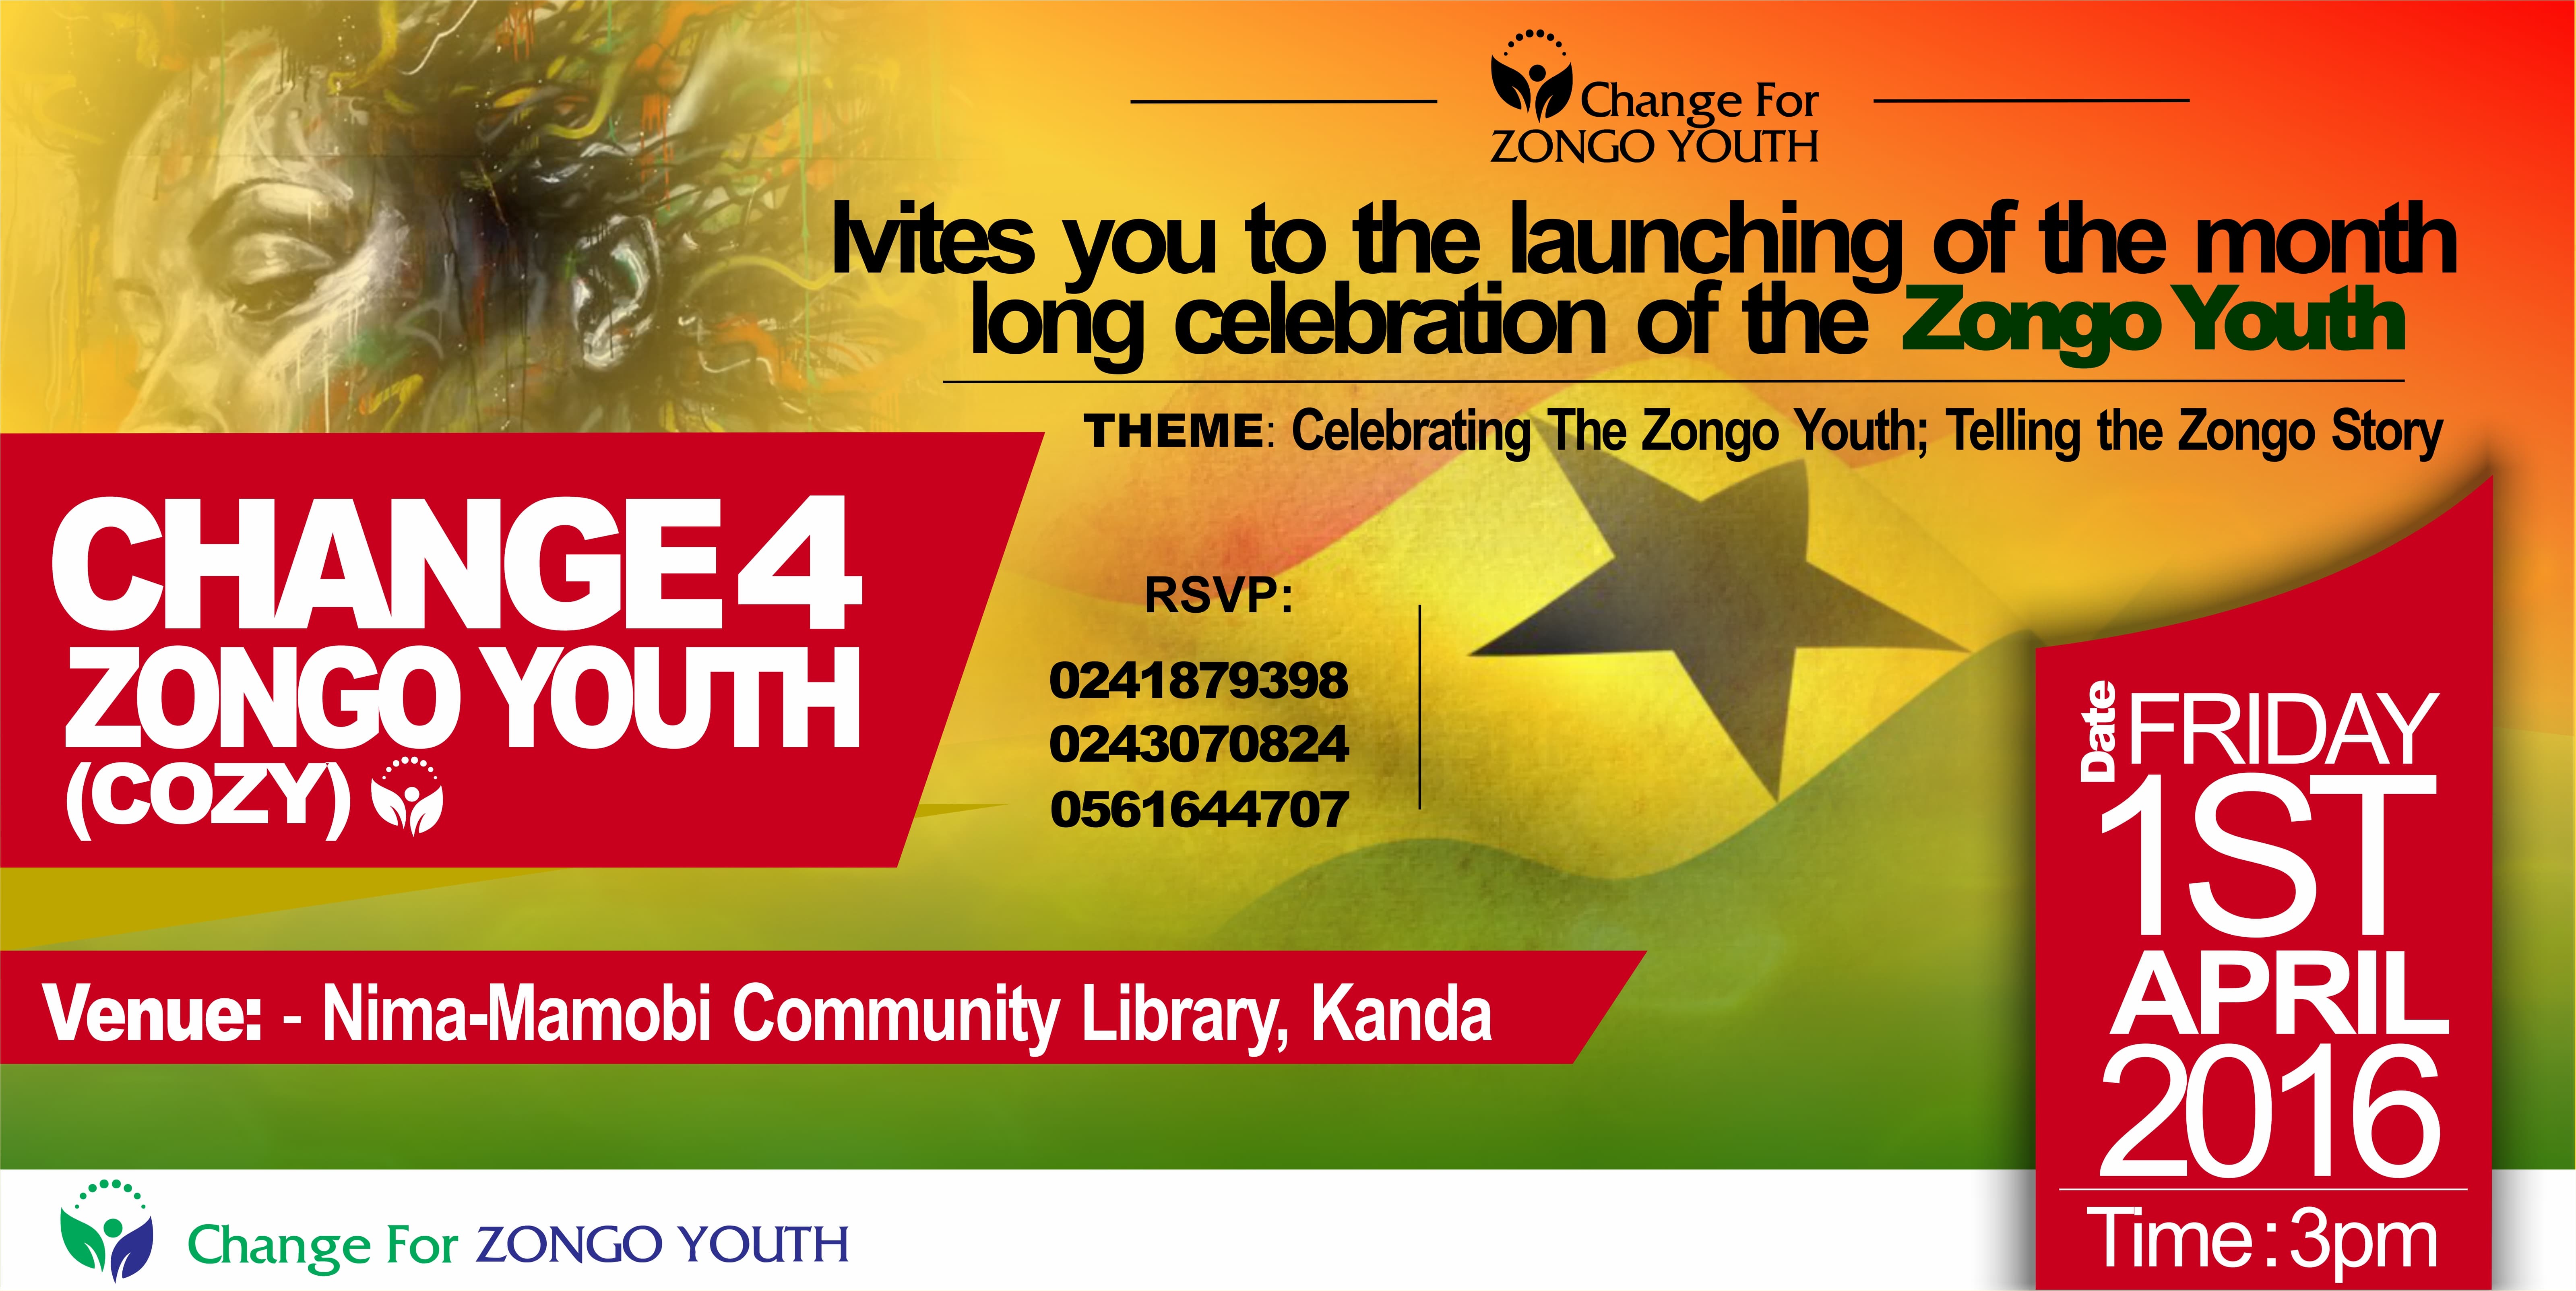 Change For
ZONGO YOUTH
Ivites you to the launching of the month
long celebration of the Zongo Youth
THEME: Celebrating The Zongo Youth; Telling the Zongo Story
CHANGE 4
ZONGO YOUTH
(COZY)
RSVP:
0241879398
0243070824
0561644707
Date
FRIDAY
1ST
APRIL
2016
Time : 3pm
Venue: - Nima-Mamobi Community Library, Kanda
Change For ZONGO YOUTH